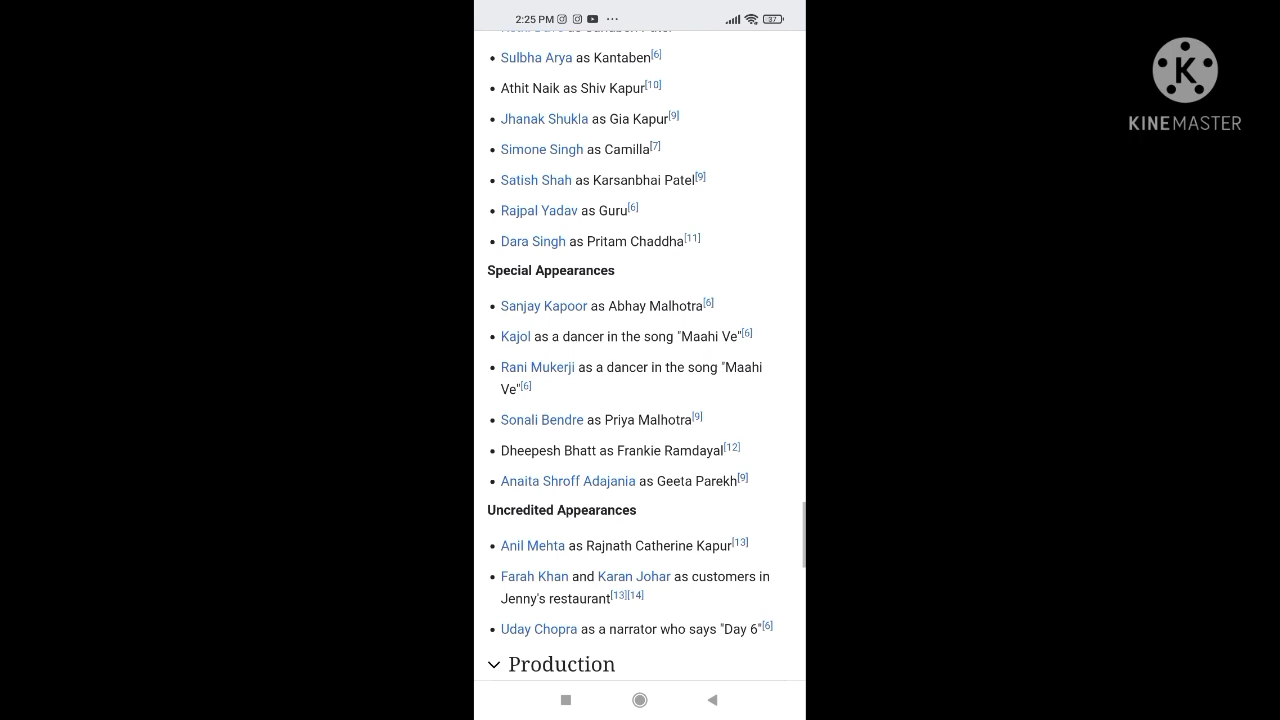 2:25 PM ... 37
• Sulbha Arya as Kantaben[6]
• Athit Naik as Shiv Kapur[10]
• Jhanak Shukla as Gia Kapur[9]
• Simone Singh as Camilla[7]
• Satish Shah as Karsanbhai Patel[9]
• Rajpal Yadav as Guru[6]
• Dara Singh as Pritam Chaddha[11]
Special Appearances
• Sanjay Kapoor as Abhay Malhotra[6]
• Kajol as a dancer in the song "Maahi Ve"[6]
• Rani Mukerji as a dancer in the song "Maahi
Ve"[6]
• Sonali Bendre as Priya Malhotra[9]
• Dheepesh Bhatt as Frankie Ramdayal[12]
• Anaita Shroff Adajania as Geeta Parekh[9]
Uncredited Appearances
• Anil Mehta as Rajnath Catherine Kapur[13]
• Farah Khan and Karan Johar as customers in
Jenny's restaurant[13][14]
• Uday Chopra as a narrator who says "Day 6"[6]
Production
K
KINEMASTER